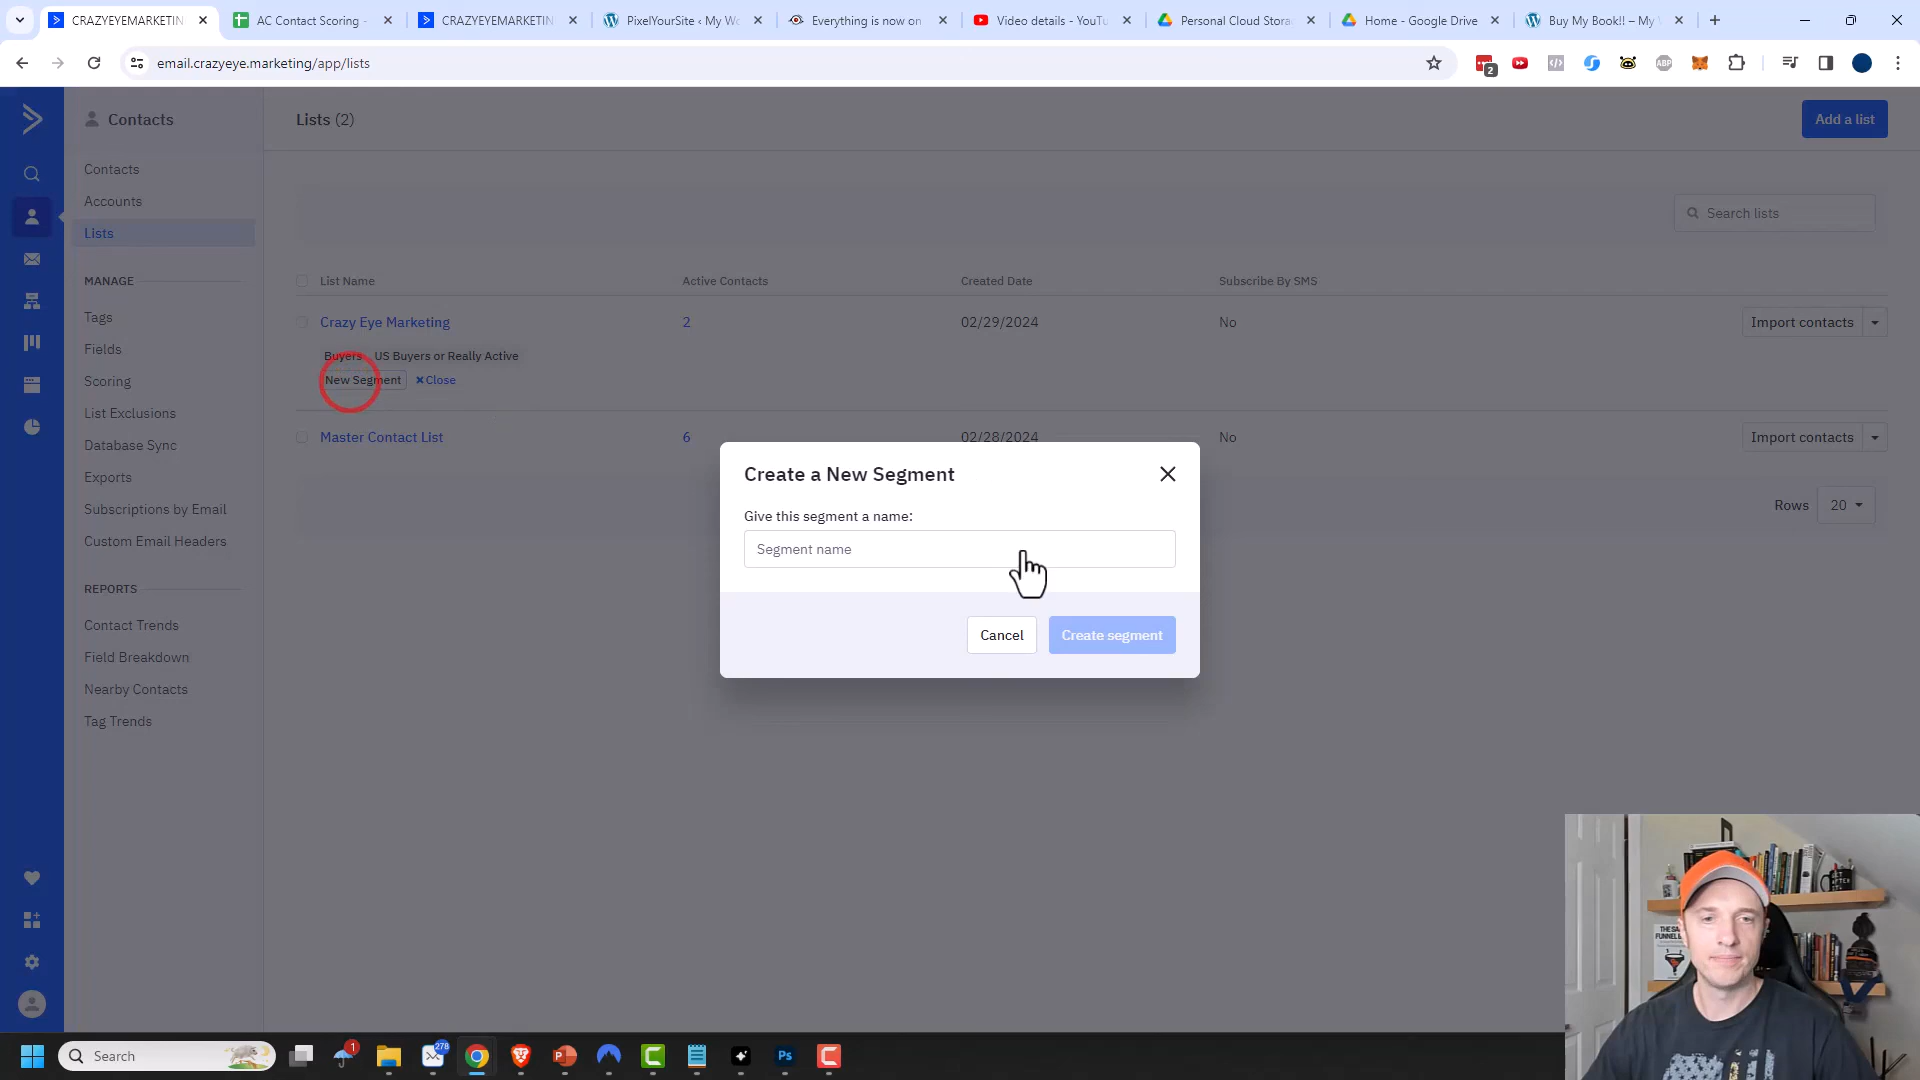 CRAZYEYEMARKETIN
AC Contact Scoring -
CRAZYEYEMARKETIN
PixelYourSite ‹ My Wo
Everything is now on
Video details - YouTu
Personal Cloud Stora
Home - Google Drive
Buy My Book!! – My
email.crazyeye.marketing/app/lists
2
ABP
Contacts
Lists (2)
Add a list
Contacts
Accounts
Lists
Search lists
MANAGE
Tags
Fields
Scoring
List Exclusions
Database Sync
Exports
Subscriptions by Email
Custom Email Headers
REPORTS
Contact Trends
Field Breakdown
Nearby Contacts
Tag Trends
List Name
Active Contacts
Created Date
Subscribe By SMS
Crazy Eye Marketing
2
02/29/2024
No
Import contacts
Buyers
US Buyers or Really Active
New Segment
Close
Master Contact List
6
02/28/2024
No
Import contacts
Rows
20
Create a New Segment
Give this segment a name:
Segment name
Cancel
Create segment
Search
1
278
Ps